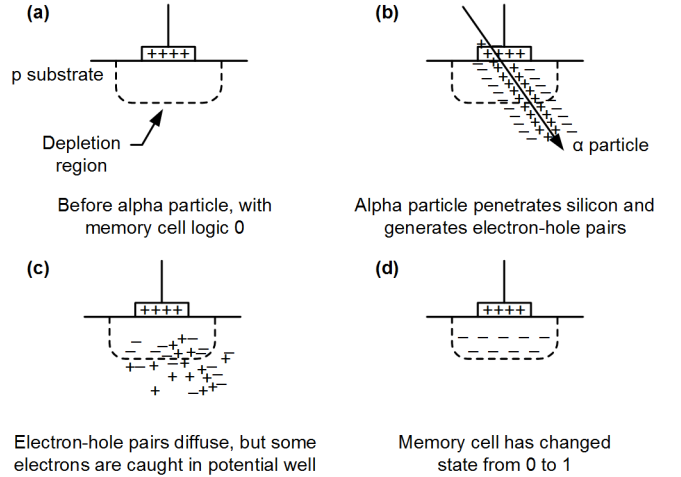 (a)
++++
p substrate
Depletion
region
Before alpha particle, with
memory cell logic 0
(b)
++++
α particle
Alpha particle penetrates silicon and
generates electron-hole pairs
(c)
++++
Electron-hole pairs diffuse, but some
electrons are caught in potential well
(d)
++++
Memory cell has changed
state from 0 to 1